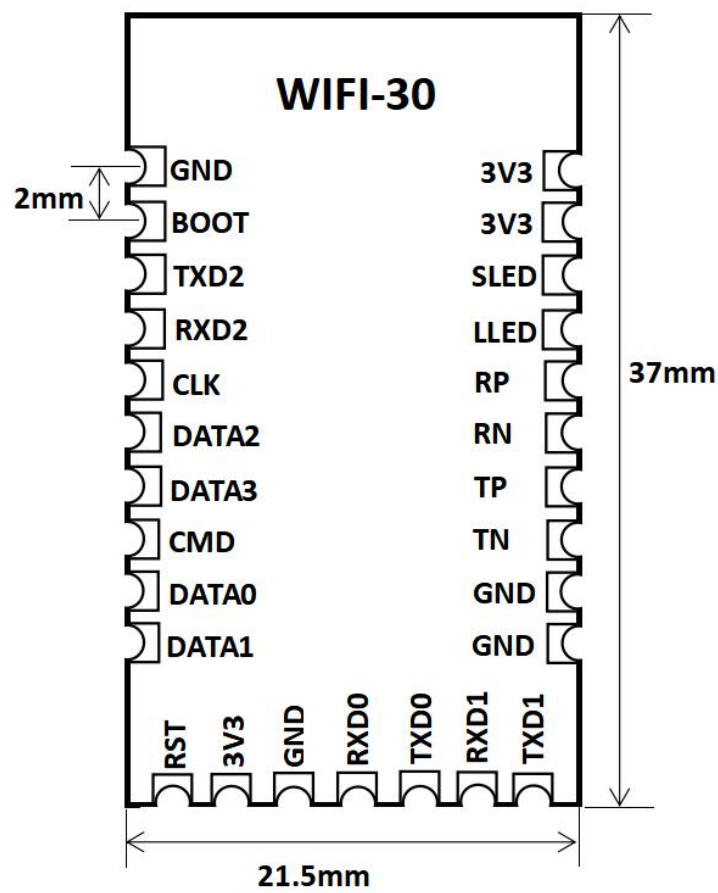 WIFI-30
GND
3V3
2mm
BOOT
3V3
TXD2
SLED
RXD2
LLED
CLK
RP
37mm
DATA2
RN
DATA3
TP
CMD
TN
DATA0
GND
DATA1
GND
RST
3V3
GND
RXD0
TXD0
RXD1
TXD1
21.5mm